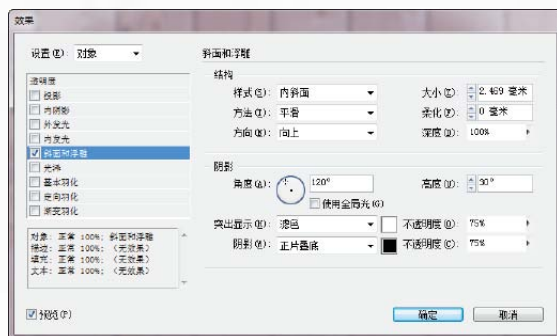 效果
设置(E): 对象
透明度
投影
内阴影
外发光
内发光
斜面和浮雕
光泽
基本羽化
定向羽化
渐变羽化
对象: 正常 100%; 斜面和浮雕
描边: 正常 100%; (无效果)
填充: 正常 100%; (无效果)
文本: 正常 100%; (无效果)
预览(P)
斜面和浮雕
结构
样式(S): 内斜面 大小(Z): 2.469 毫米
方法(T): 平滑 柔化(F): 0 毫米
方向(R): 向上 深度(D): 100%
阴影
角度(A): 120° 高度(U): 30°
使用全局光(G)
突出显示(H): 滤色 不透明度(O): 75%
阴影(W): 正片叠底 不透明度(C): 75%
确定 取消